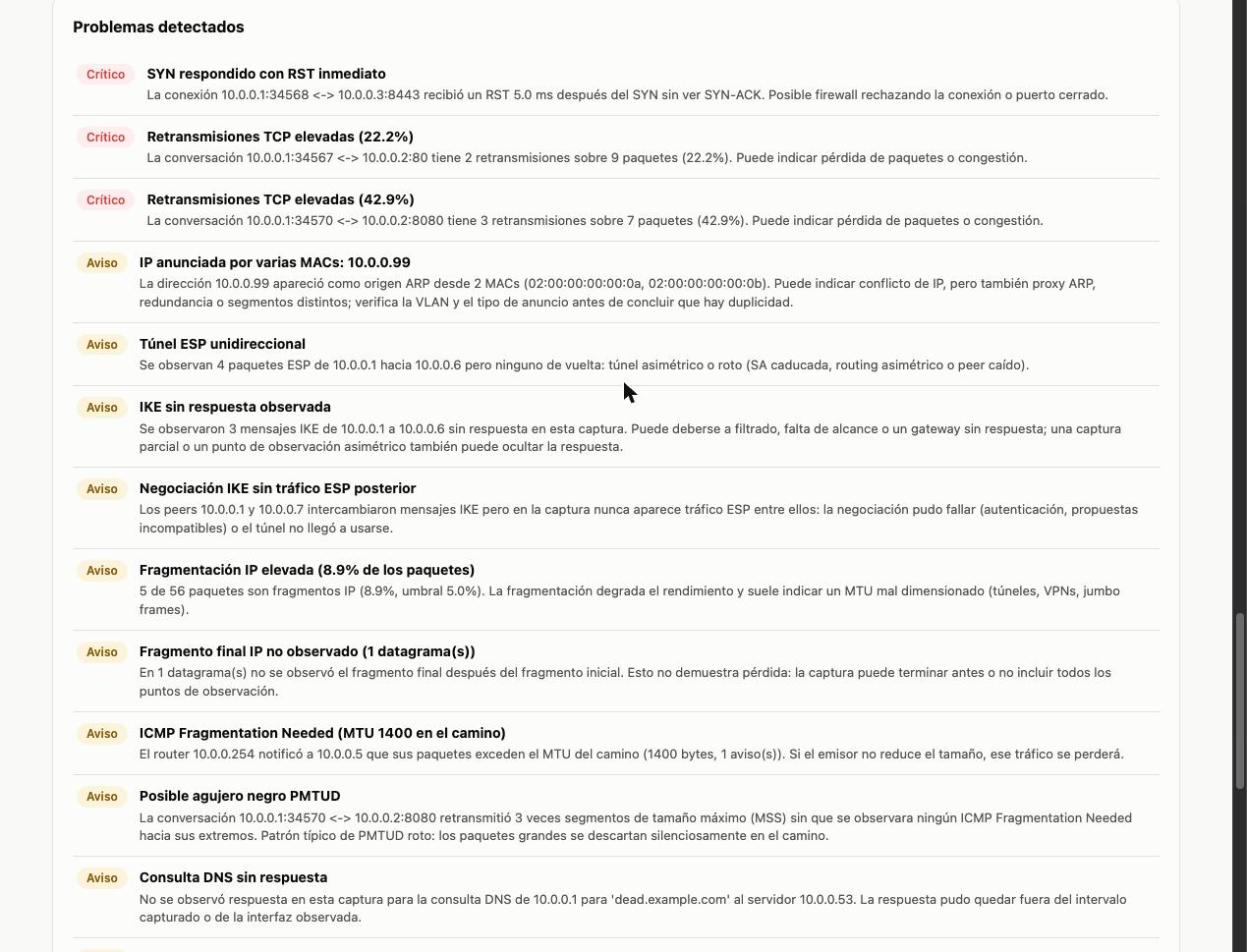 Problemas detectados
Crítico SYN respondido con RST inmediato
La conexión 10.0.0.1:34568 <-> 10.0.0.3:8443 recibió un RST 5.0 ms después del SYN sin ver SYN-ACK. Posible firewall rechazando la conexión o puerto cerrado.
Crítico Retransmisiones TCP elevadas (22.2%)
La conversación 10.0.0.1:34567 <-> 10.0.0.2:80 tiene 2 retransmisiones sobre 9 paquetes (22.2%). Puede indicar pérdida de paquetes o congestión.
Crítico Retransmisiones TCP elevadas (42.9%)
La conversación 10.0.0.1:34570 <-> 10.0.0.2:8080 tiene 3 retransmisiones sobre 7 paquetes (42.9%). Puede indicar pérdida de paquetes o congestión.
Aviso IP anunciada por varias MACs: 10.0.0.99
La dirección 10.0.0.99 apareció como origen ARP desde 2 MACs (02:00:00:00:00:0a, 02:00:00:00:00:0b). Puede indicar conflicto de IP, pero también proxy ARP,
redundancia o segmentos distintos; verifica la VLAN y el tipo de anuncio antes de concluir que hay duplicidad.
Aviso Túnel ESP unidireccional
Se observan 4 paquetes ESP de 10.0.0.1 hacia 10.0.0.6 pero ninguno de vuelta: túnel asimétrico o roto (SA caducada, routing asimétrico o peer caído).
Aviso IKE sin respuesta observada
Se observaron 3 mensajes IKE de 10.0.0.1 a 10.0.0.6 sin respuesta en esta captura. Puede deberse a filtrado, falta de alcance o un gateway sin respuesta; una captura
parcial o un punto de observación asimétrico también puede ocultar la respuesta.
Aviso Negociación IKE sin tráfico ESP posterior
Los peers 10.0.0.1 y 10.0.0.7 intercambiaron mensajes IKE pero en la captura nunca aparece tráfico ESP entre ellos: la negociación pudo fallar (autenticación, propuestas
incompatibles) o el túnel no llegó a usarse.
Aviso Fragmentación IP elevada (8.9% de los paquetes)
5 de 56 paquetes son fragmentos IP (8.9%, umbral 5.0%). La fragmentación degrada el rendimiento y suele indicar un MTU mal dimensionado (túneles, VPNs, jumbo
frames).
Aviso Fragmento final IP no observado (1 datagrama(s))
En 1 datagrama(s) no se observó el fragmento final después del fragmento inicial. Esto no demuestra pérdida: la captura puede terminar antes o no incluir todos los
puntos de observación.
Aviso ICMP Fragmentation Needed (MTU 1400 en el camino)
El router 10.0.0.254 notificó a 10.0.0.5 que sus paquetes exceden el MTU del camino (1400 bytes, 1 aviso(s)). Si el emisor no reduce el tamaño, ese tráfico se perderá.
Aviso Posible agujero negro PMTUD
La conversación 10.0.0.1:34570 <-> 10.0.0.2:8080 retransmitió 3 veces segmentos de tamaño máximo (MSS) sin que se observara ningún ICMP Fragmentation Needed
hacia sus extremos. Patrón típico de PMTUD roto: los paquetes grandes se descartan silenciosamente en el camino.
Aviso Consulta DNS sin respuesta
No se observó respuesta en esta captura para la consulta DNS de 10.0.0.1 para 'dead.example.com' al servidor 10.0.0.53. La respuesta pudo quedar fuera del intervalo
capturado o de la interfaz observada.